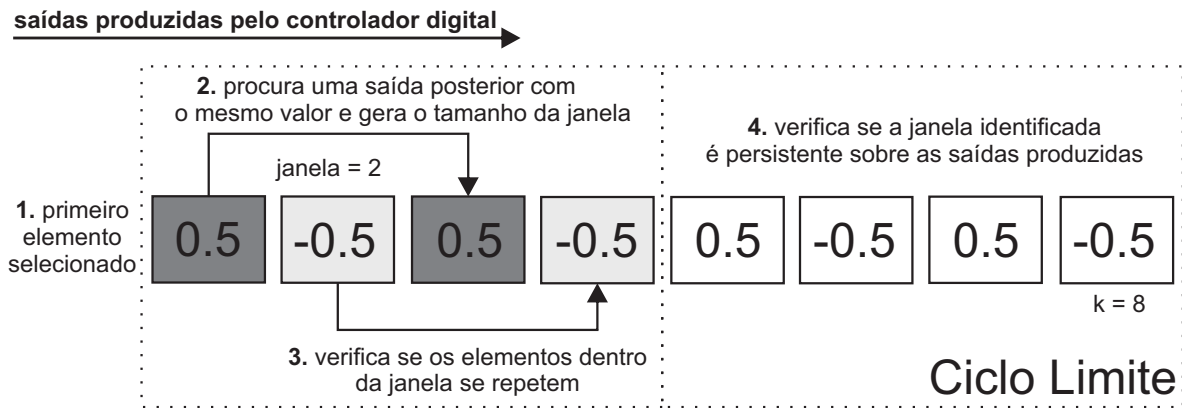 saídas produzidas pelo controlador digital
2. procura uma saída posterior com
o mesmo valor e gera o tamanho da janela
janela = 2
4. verifica se a janela identificada
é persistente sobre as saídas produzidas
1. primeiro
elemento
selecionado
0.5 -0.5 0.5 -0.5 0.5 -0.5 0.5 -0.5
k = 8
3. verifica se os elementos dentro
da janela se repetem
Ciclo Limite